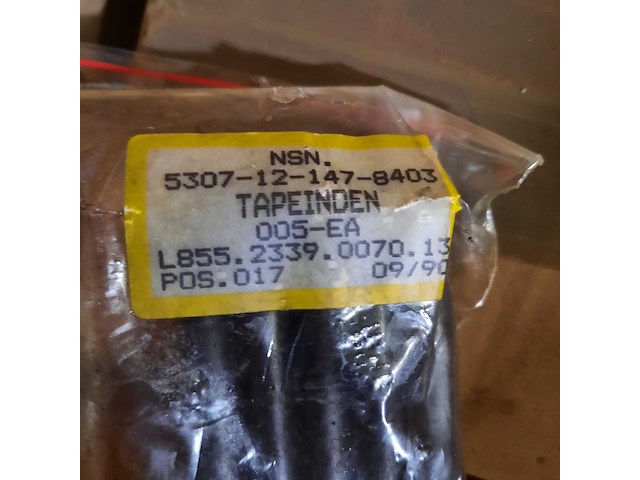 NSN.
5307-12-147-8403
TAPEINDEN
005-EA
L855.2339.0070.13
POS.017 09/90